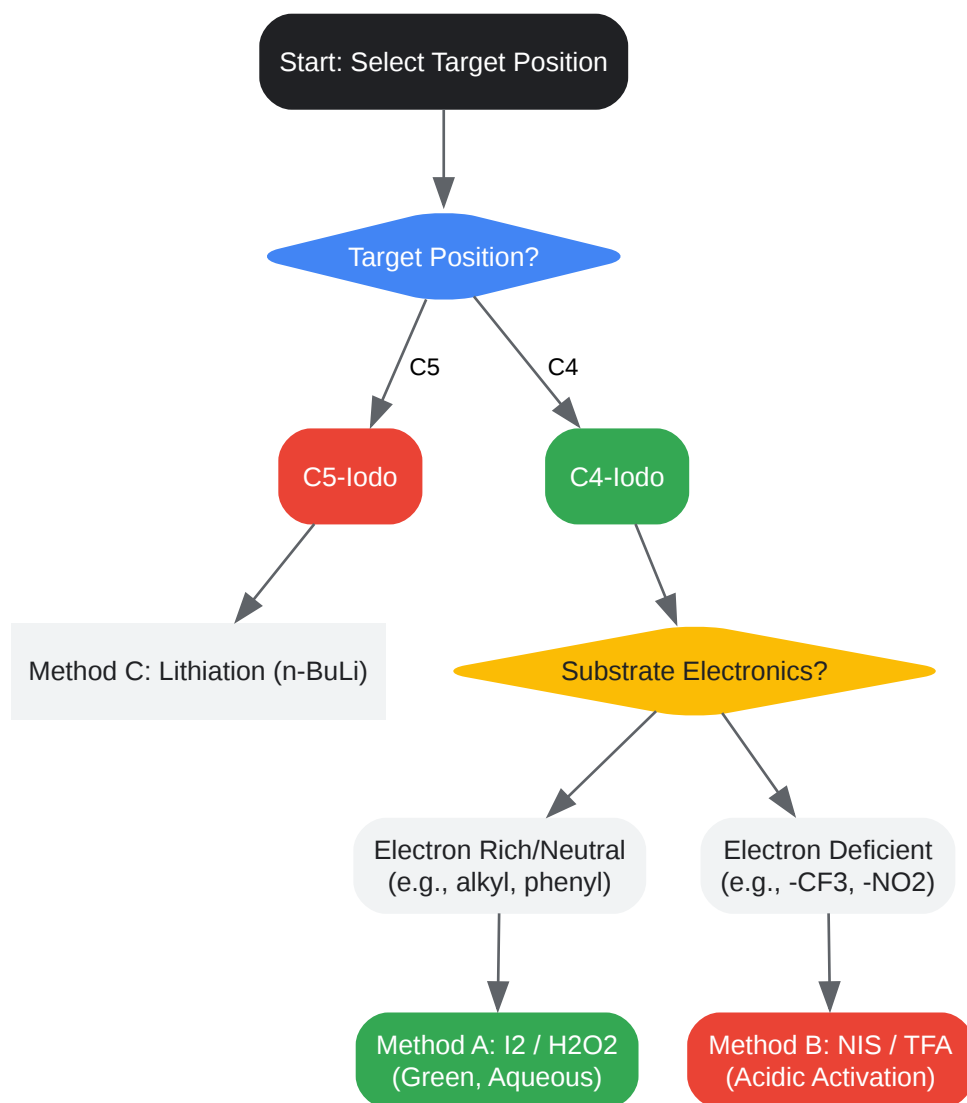 Start: Select Target Position
Target Position?
C5
C4
C5-Iodo
C4-Iodo
Method C: Lithiation (n-BuLi)
Substrate Electronics?
Electron Rich/Neutral
(e.g., alkyl, phenyl)
Electron Deficient
(e.g., -CF3, -NO2)
Method A: I2 / H2O2
(Green, Aqueous)
Method B: NIS / TFA
(Acidic Activation)